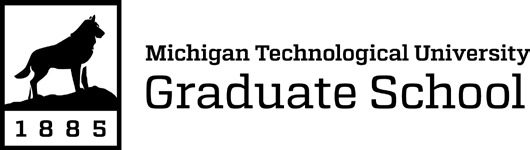 Michigan Technological University
Graduate School
1885